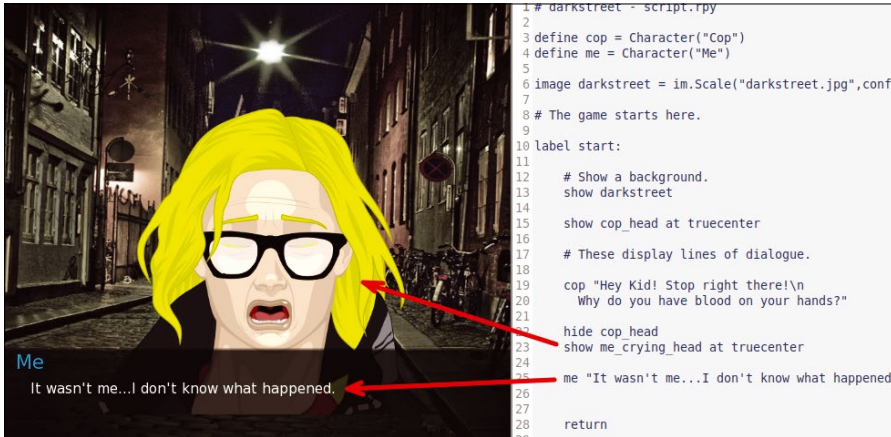 Me
It wasn't me...I don't know what happened.
1 # darkstreet - script.rpy
2
3 define cop = Character("Cop")
4 define me = Character("Me")
5
6 image darkstreet = im.Scale("darkstreet.jpg",conf
7
8 # The game starts here.
9
10 label start:
11
12 # Show a background.
13 show darkstreet
14
15 show cop_head at truecenter
16
17 # These display lines of dialogue.
18
19 cop "Hey Kid! Stop right there!\n
20 Why do you have blood on your hands?"
21
22 hide cop_head
23 show me_crying_head at truecenter
24
25 me "It wasn't me...I don't know what happened
26
27
28 return